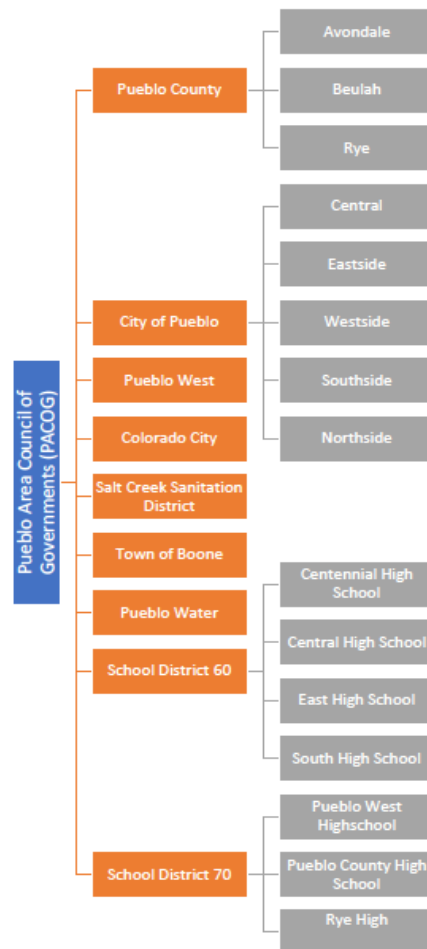 Pueblo Area Council of
Governments (PACOG)
Pueblo County
Avondale
Beulah
Rye
City of Pueblo
Central
Eastside
Westside
Southside
Northside
Pueblo West
Colorado City
Salt Creek Sanitation
District
Town of Boone
Pueblo Water
School District 60
Centennial High
School
Central High School
East High School
South High School
School District 70
Pueblo West
Highschool
Pueblo County High
School
Rye High